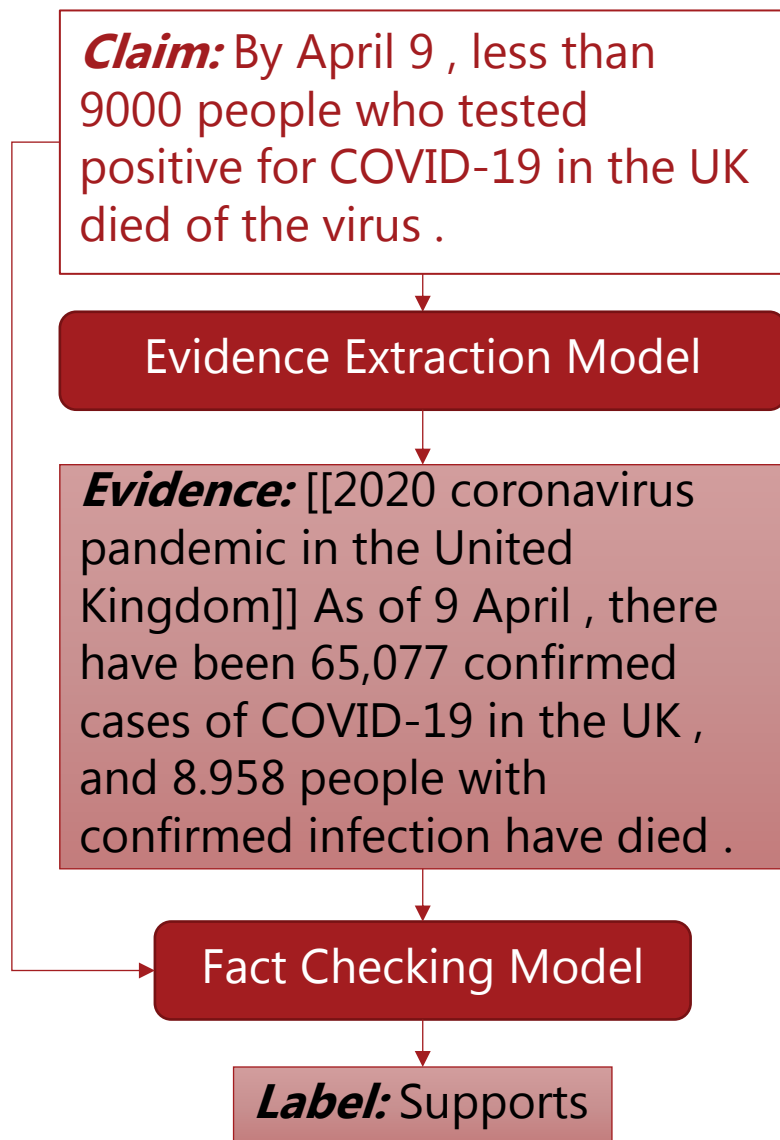 Claim: By April 9 , less than
9000 people who tested
positive for COVID-19 in the UK
died of the virus .
Evidence Extraction Model
Evidence: [[2020 coronavirus
pandemic in the United
Kingdom]] As of 9 April , there
have been 65,077 confirmed
cases of COVID-19 in the UK ,
and 8.958 people with
confirmed infection have died .
Fact Checking Model
Label: Supports